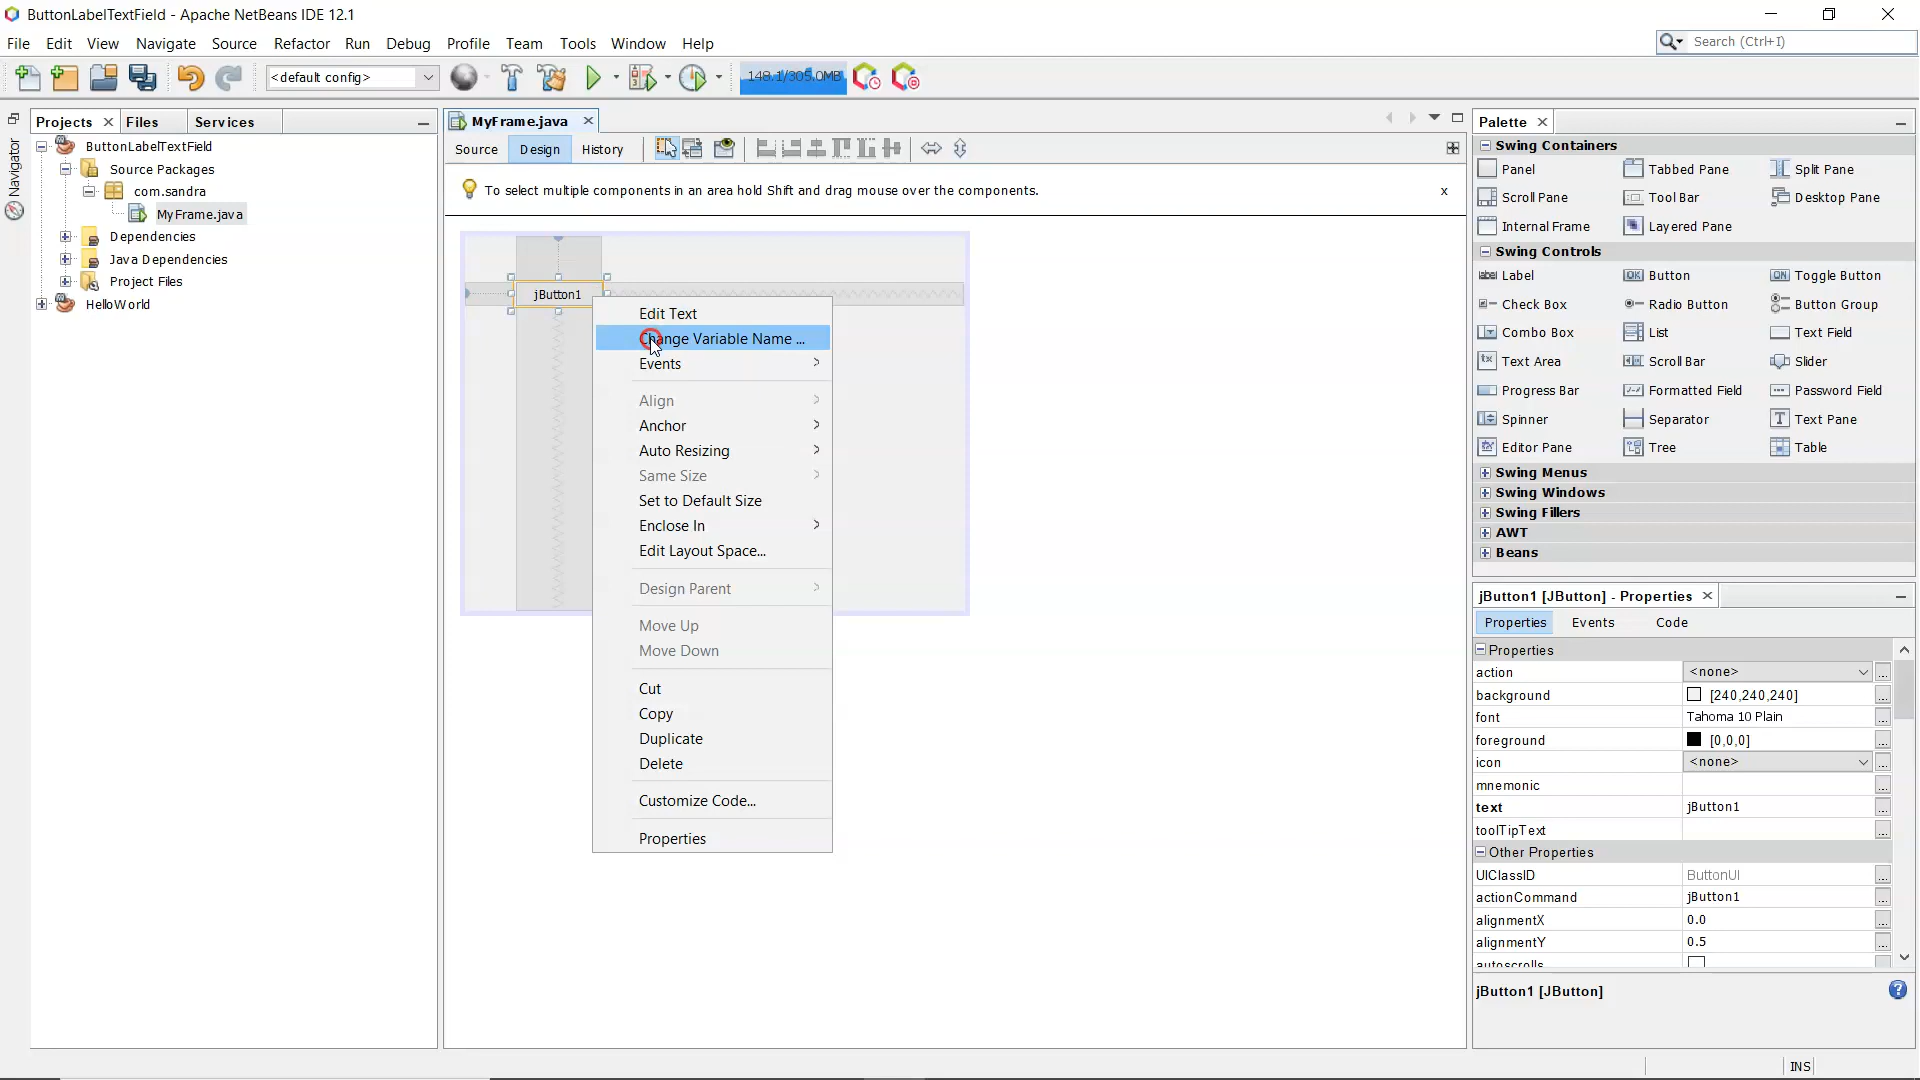 ButtonLabelTextField - Apache NetBeans IDE 12.1
File Edit View Navigate Source Refactor Run Debug Profile Team Tools Window Help
Search (Ctrl+I)
<default config>
148.1/305.0MB
Projects Files Services
MyFrame.java
Palette
Navigator
Source Design History
To select multiple components in an area hold Shift and drag mouse over the components.
x
ButtonLabelTextField
Source Packages
com.sandra
MyFrame.java
Dependencies
Java Dependencies
Project Files
HelloWorld
jButton1
Edit Text
Change Variable Name ...
Events
Align
Anchor
Auto Resizing
Same Size
Set to Default Size
Enclose In
Edit Layout Space...
Design Parent
Move Up
Move Down
Cut
Copy
Duplicate
Delete
Customize Code...
Properties
Swing Containers
Panel Tabbed Pane Split Pane
Scroll Pane Tool Bar Desktop Pane
Internal Frame Layered Pane
Swing Controls
label Label OK Button ON Toggle Button
Check Box Radio Button Button Group
Combo Box List Text Field
Text Area Scroll Bar Slider
Progress Bar Formatted Field Password Field
Spinner Separator Text Pane
Editor Pane Tree Table
Swing Menus
Swing Windows
Swing Fillers
AWT
Beans
jButton1 [JButton] - Properties
Properties Events Code
Properties
action <none> ...
background [240,240,240] ...
font Tahoma 10 Plain ...
foreground [0,0,0] ...
icon <none> ...
mnemonic ...
text jButton1 ...
toolTipText ...
Other Properties
UIClassID ButtonUI ...
actionCommand jButton1 ...
alignmentX 0.0 ...
alignmentY 0.5 ...
autoscrolls
jButton1 [JButton]
INS